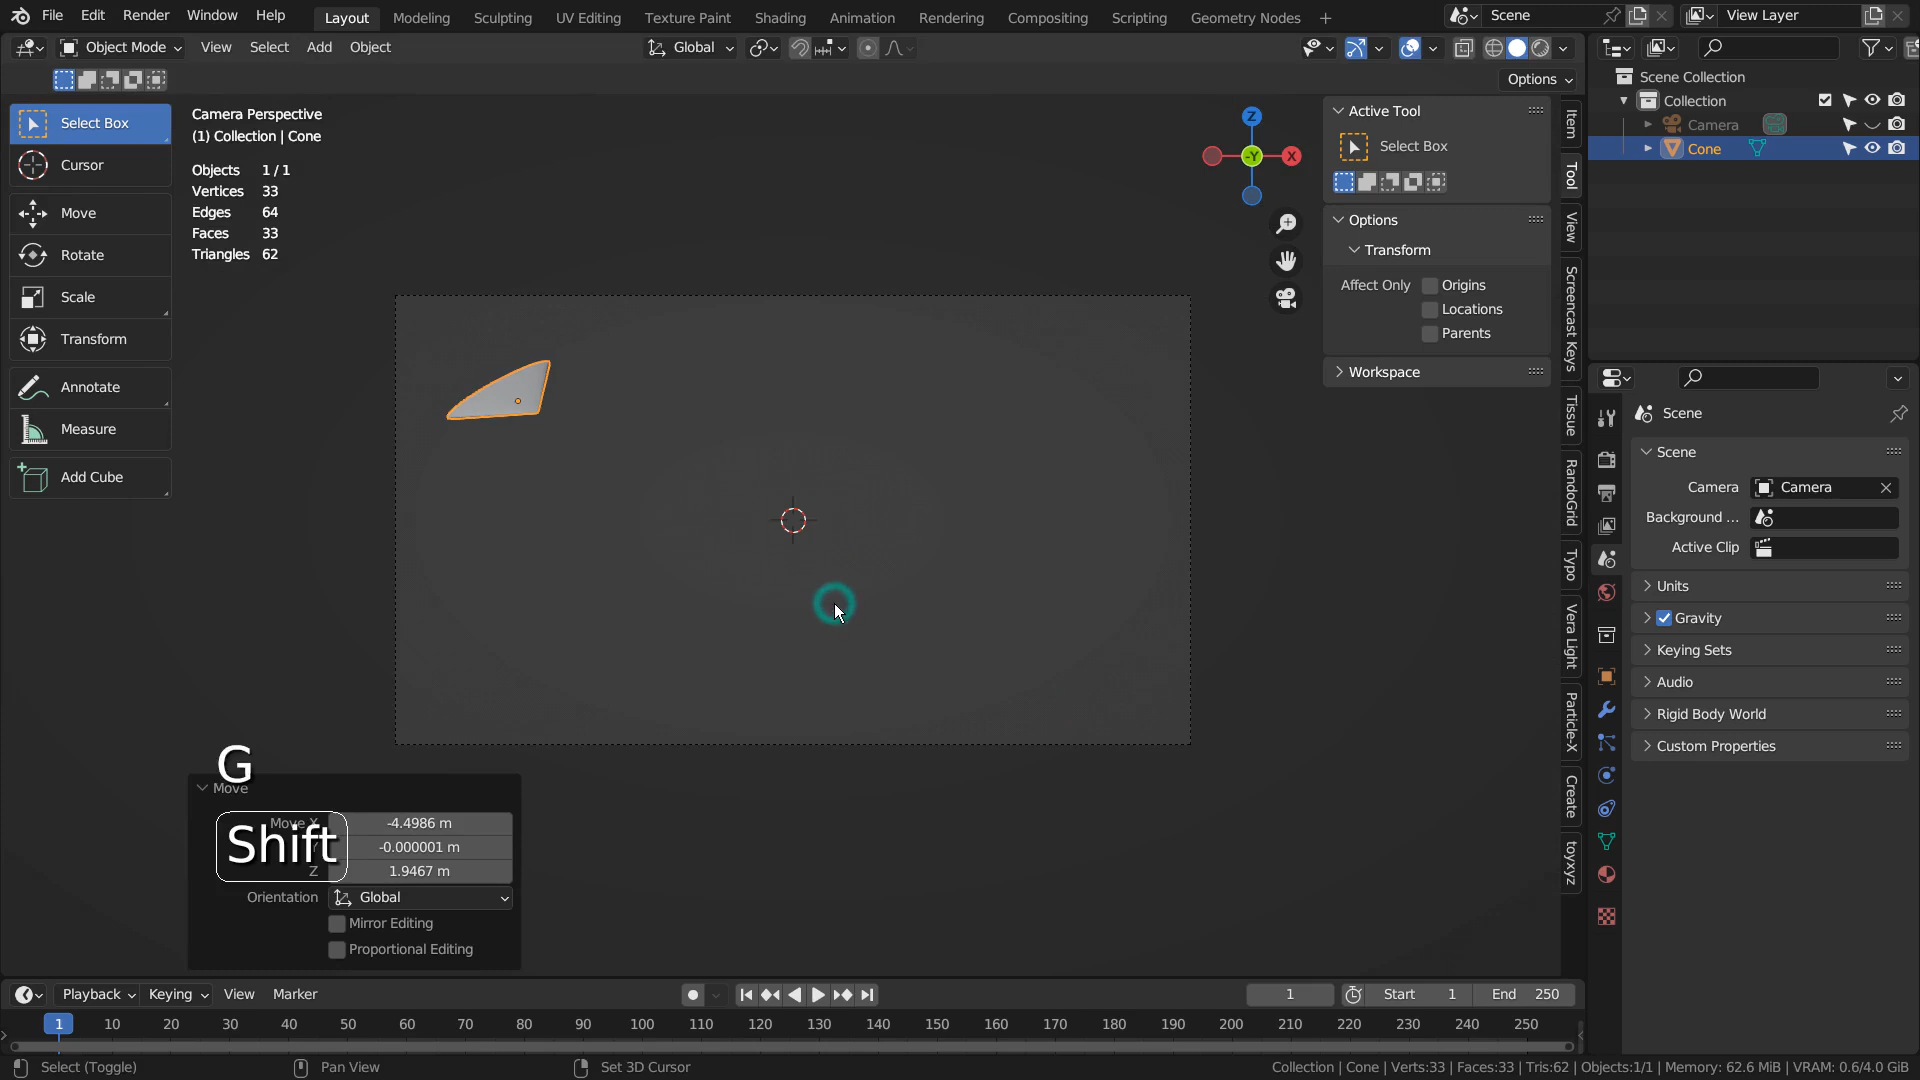 File Edit Render Window Help Layout Modeling Sculpting UV Editing Texture Paint Shading Animation Rendering Compositing Scripting Geometry Nodes + Scene View Layer
Object Mode View Select Add Object Global
Options
Select Box
Cursor
Move
Rotate
Scale
Transform
Annotate
Measure
Add Cube
Camera Perspective
(1) Collection | Cone
Objects 1 / 1
Vertices 33
Edges 64
Faces 33
Triangles 62
Z
-Y
X
Active Tool
Select Box
Options
Transform
Affect Only Origins
Locations
Parents
Workspace
Item
Tool
View
Screencast Keys
Tissue
RandoGrid
Typo
Vera Light
Particle-X
Create
toyxyz
Scene Collection
Collection
Camera
Cone
Scene
Scene
Camera Camera
Background ...
Active Clip
Units
Gravity
Keying Sets
Audio
Rigid Body World
Custom Properties
G
Shift
Move
Move X -4.4986 m
Y -0.000001 m
Z 1.9467 m
Orientation Global
Mirror Editing
Proportional Editing
Playback Keying View Marker 1 Start 1 End 250
1 10 20 30 40 50 60 70 80 90 100 110 120 130 140 150 160 170 180 190 200 210 220 230 240 250
Select (Toggle) Pan View Set 3D Cursor Collection | Cone | Verts:33 | Faces:33 | Tris:62 | Objects:1/1 | Memory: 62.6 MiB | VRAM: 0.6/4.0 GiB